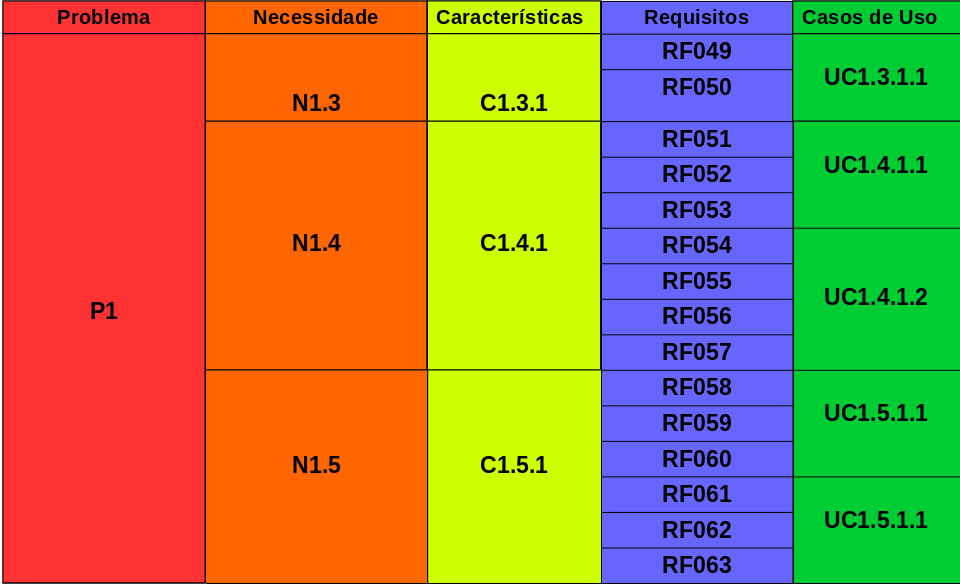 Problema Necessidade Características Requisitos Casos de Uso
P1
N1.3 C1.3.1 RF049 RF050 UC1.3.1.1
N1.4 C1.4.1 RF051 RF052 RF053 UC1.4.1.1
RF054 RF055 RF056 RF057 UC1.4.1.2
N1.5 C1.5.1 RF058 RF059 RF060 UC1.5.1.1
RF061 RF062 RF063 UC1.5.1.1